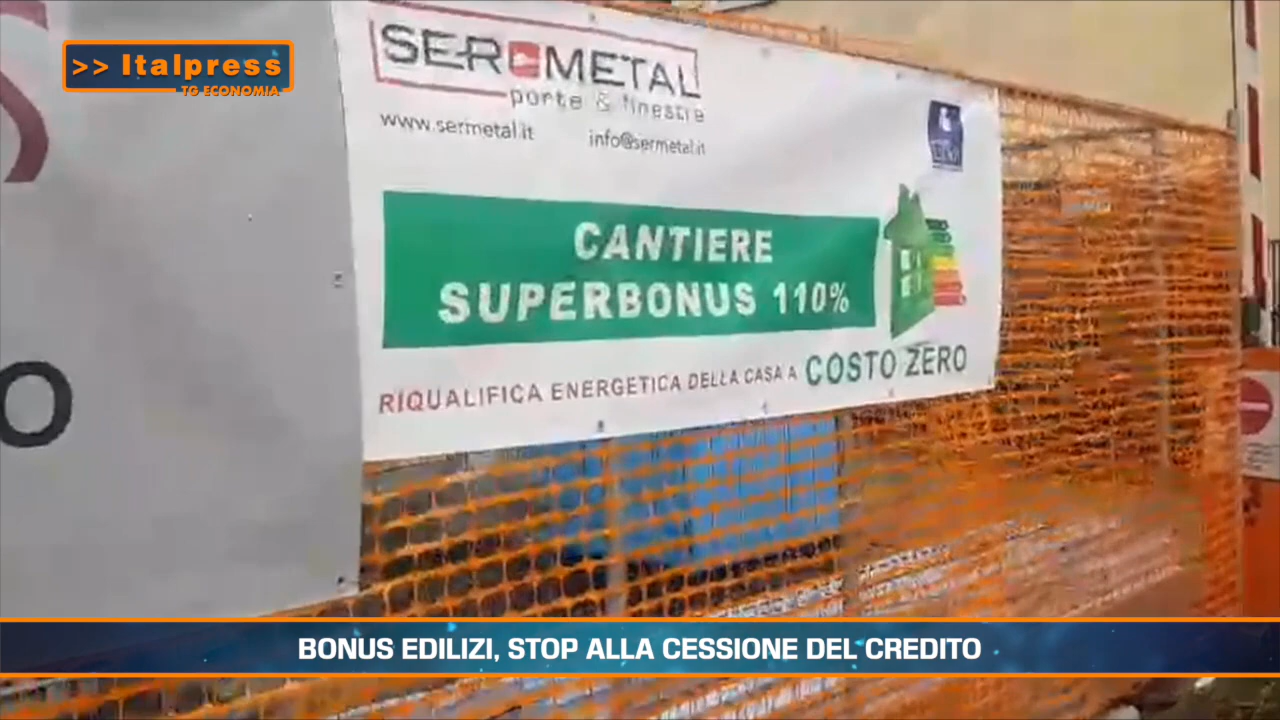 >> Italpress
TG ECONOMIA
SERMETAL
porte & finestre
www.sermetal.it
info@sermetal.it
CANTIERE
SUPERBONUS 110%
RIQUALIFICA ENERGETICA DELLA CASA A COSTO ZERO
O
BONUS EDILIZI, STOP ALLA CESSIONE DEL CREDITO